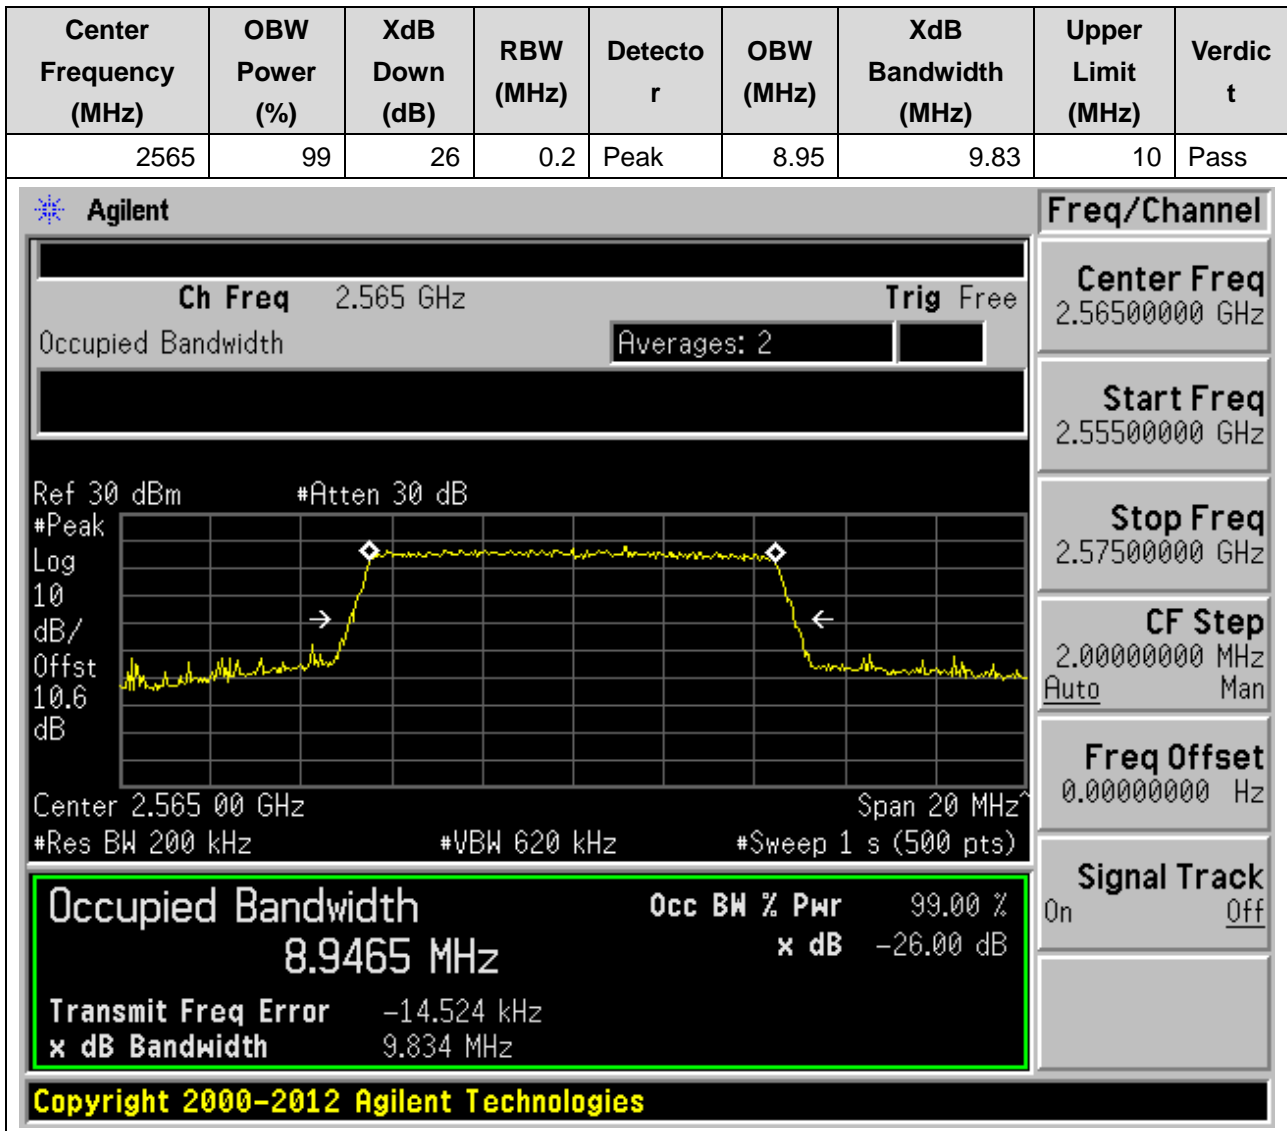 Center Frequency (MHz) OBW Power (%) XdB Down (dB) RBW (MHz) Detecto r OBW (MHz) XdB Bandwidth (MHz) Upper Limit (MHz) Verdic t
2565 99 26 0.2 Peak 8.95 9.83 10 Pass
Agilent
Freq/Channel
Ch Freq 2.565 GHz Trig Free
Occupied Bandwidth Averages: 2
Center Freq
2.56500000 GHz
Start Freq
2.55500000 GHz
Stop Freq
2.57500000 GHz
CF Step
2.00000000 MHz
Auto Man
Freq Offset
0.00000000 Hz
Signal Track
On Off
Ref 30 dBm #Atten 30 dB
#Peak
Log
10
dB/
Offst
10.6
dB
Center 2.565 00 GHz Span 20 MHz^
#Res BW 200 kHz #VBW 620 kHz #Sweep 1 s (500 pts)
Occupied Bandwidth Occ BW % Pwr 99.00 %
8.9465 MHz x dB -26.00 dB
Transmit Freq Error -14.524 kHz
x dB Bandwidth 9.834 MHz
Copyright 2000-2012 Agilent Technologies